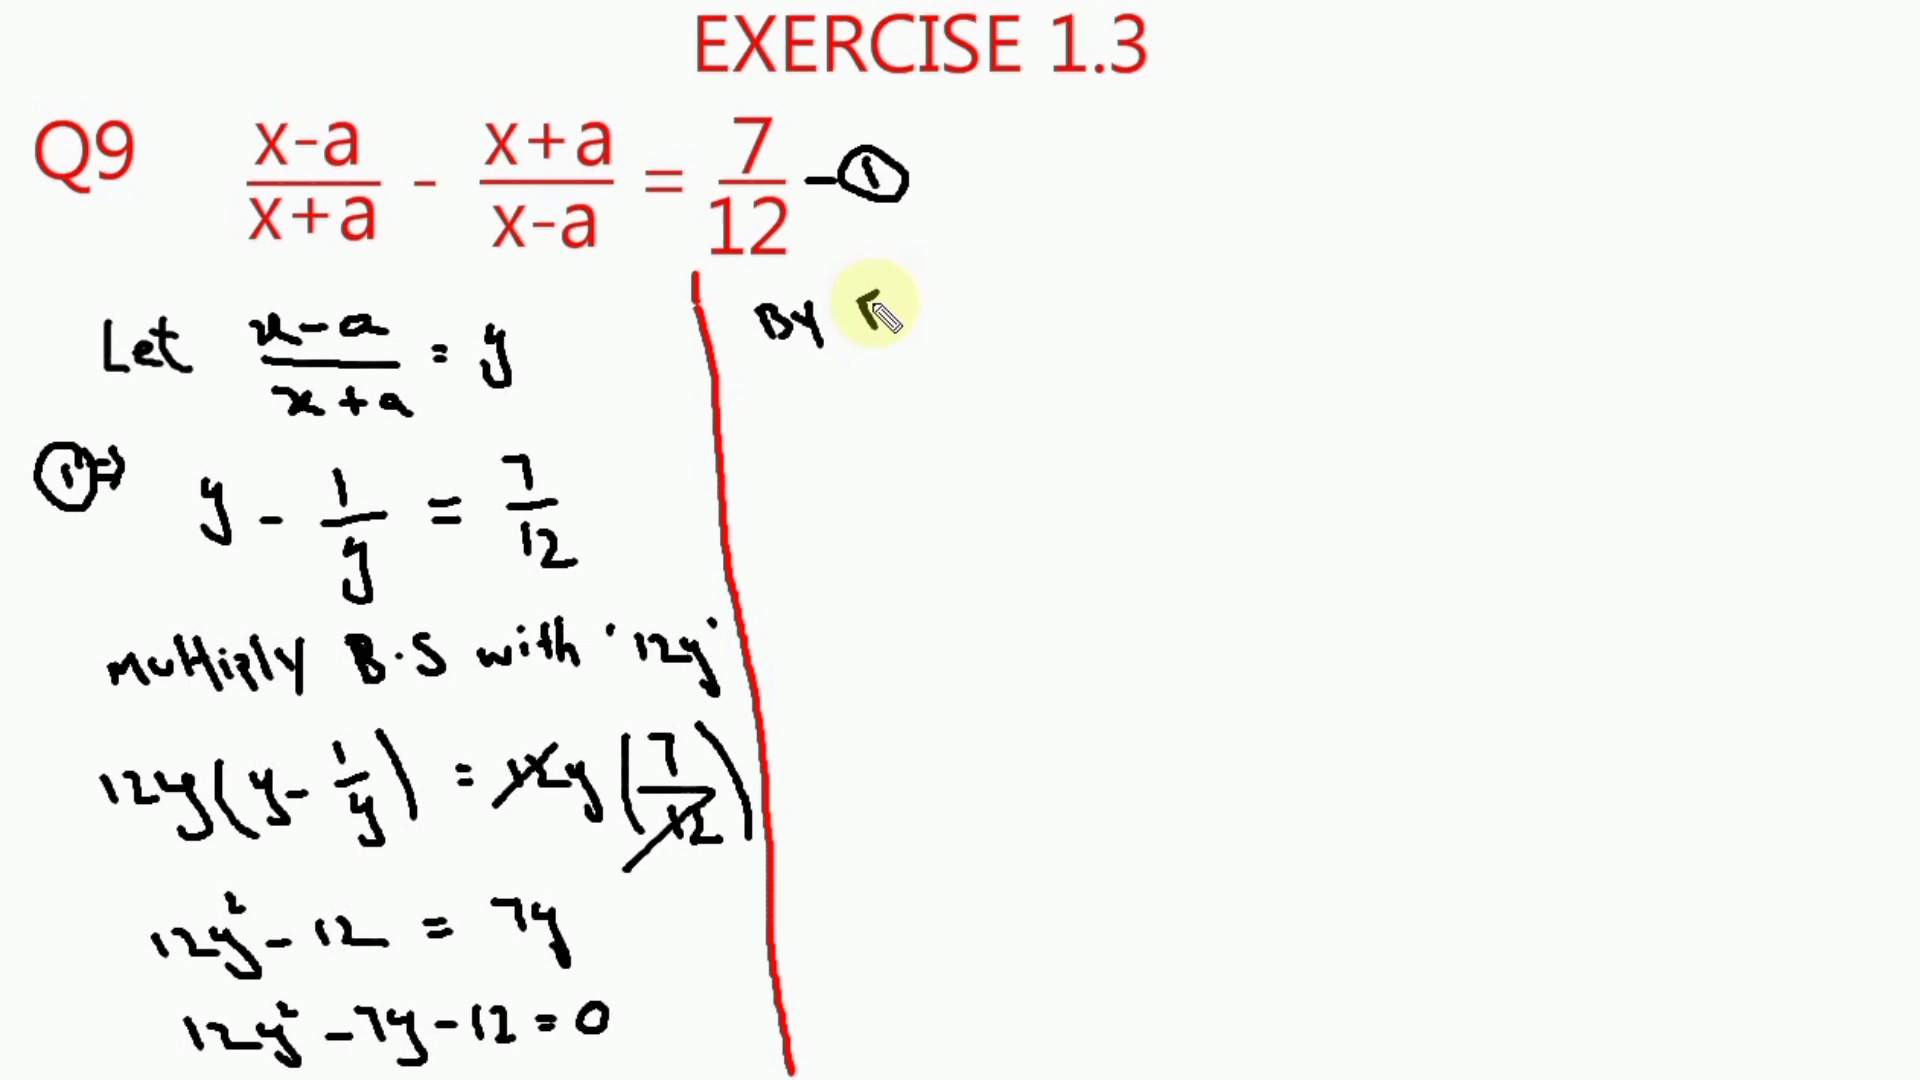 EXERCISE 1.3
Q9 x-a/x+a - x+a/x-a = 7/12 -①
Let x-a/x+a = y
①⇒ y - 1/y = 7/12
Multiply B.S with '12y'
12y(y - 1/y) = 12y(7/12)
12y² - 12 = 7y
12y² - 7y - 12 = 0
By